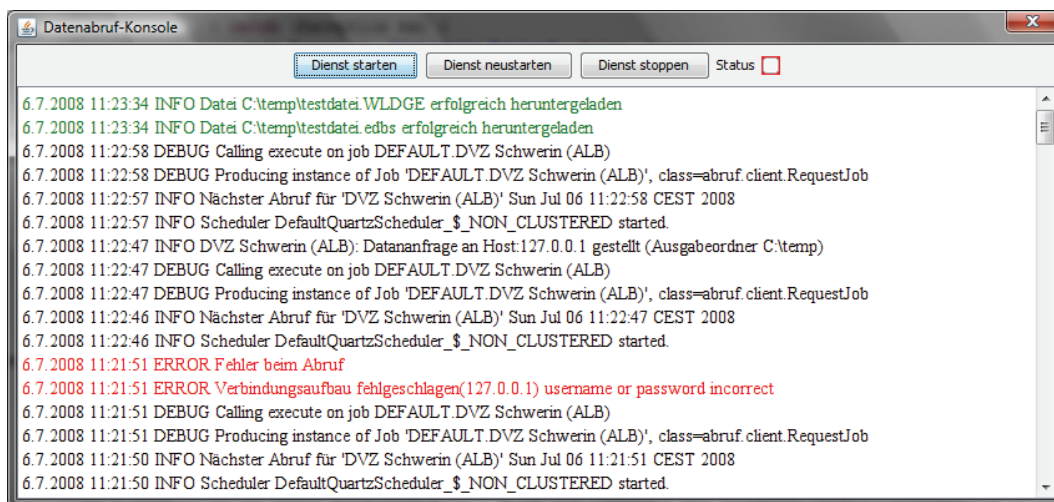 Datenabruf-Konsole
Dienst starten Dienst neustarten Dienst stoppen Status
6.7.2008 11:23:34 INFO Datei C:\temp\testdatei.WLDGE erfolgreich heruntergeladen
6.7.2008 11:23:34 INFO Datei C:\temp\testdatei.edbs erfolgreich heruntergeladen
6.7.2008 11:22:58 DEBUG Calling execute on job DEFAULT.DVZ Schwerin (ALB)
6.7.2008 11:22:58 DEBUG Producing instance of Job 'DEFAULT.DVZ Schwerin (ALB)', class=abruf.client.RequestJob
6.7.2008 11:22:57 INFO Nächster Abruf für 'DVZ Schwerin (ALB)' Sun Jul 06 11:22:58 CEST 2008
6.7.2008 11:22:57 INFO Scheduler DefaultQuartzScheduler_$_NON_CLUSTERED started.
6.7.2008 11:22:47 INFO DVZ Schwerin (ALB): Datananfrage an Host:127.0.0.1 gestellt (Ausgabeordner C:\temp)
6.7.2008 11:22:47 DEBUG Calling execute on job DEFAULT.DVZ Schwerin (ALB)
6.7.2008 11:22:47 DEBUG Producing instance of Job 'DEFAULT.DVZ Schwerin (ALB)', class=abruf.client.RequestJob
6.7.2008 11:22:46 INFO Nächster Abruf für 'DVZ Schwerin (ALB)' Sun Jul 06 11:22:47 CEST 2008
6.7.2008 11:22:46 INFO Scheduler DefaultQuartzScheduler_$_NON_CLUSTERED started.
6.7.2008 11:21:51 ERROR Fehler beim Abruf
6.7.2008 11:21:51 ERROR Verbindungsaufbau fehlgeschlagen(127.0.0.1) username or password incorrect
6.7.2008 11:21:51 DEBUG Calling execute on job DEFAULT.DVZ Schwerin (ALB)
6.7.2008 11:21:51 DEBUG Producing instance of Job 'DEFAULT.DVZ Schwerin (ALB)', class=abruf.client.RequestJob
6.7.2008 11:21:50 INFO Nächster Abruf für 'DVZ Schwerin (ALB)' Sun Jul 06 11:21:51 CEST 2008
6.7.2008 11:21:50 INFO Scheduler DefaultQuartzScheduler_$_NON_CLUSTERED started.